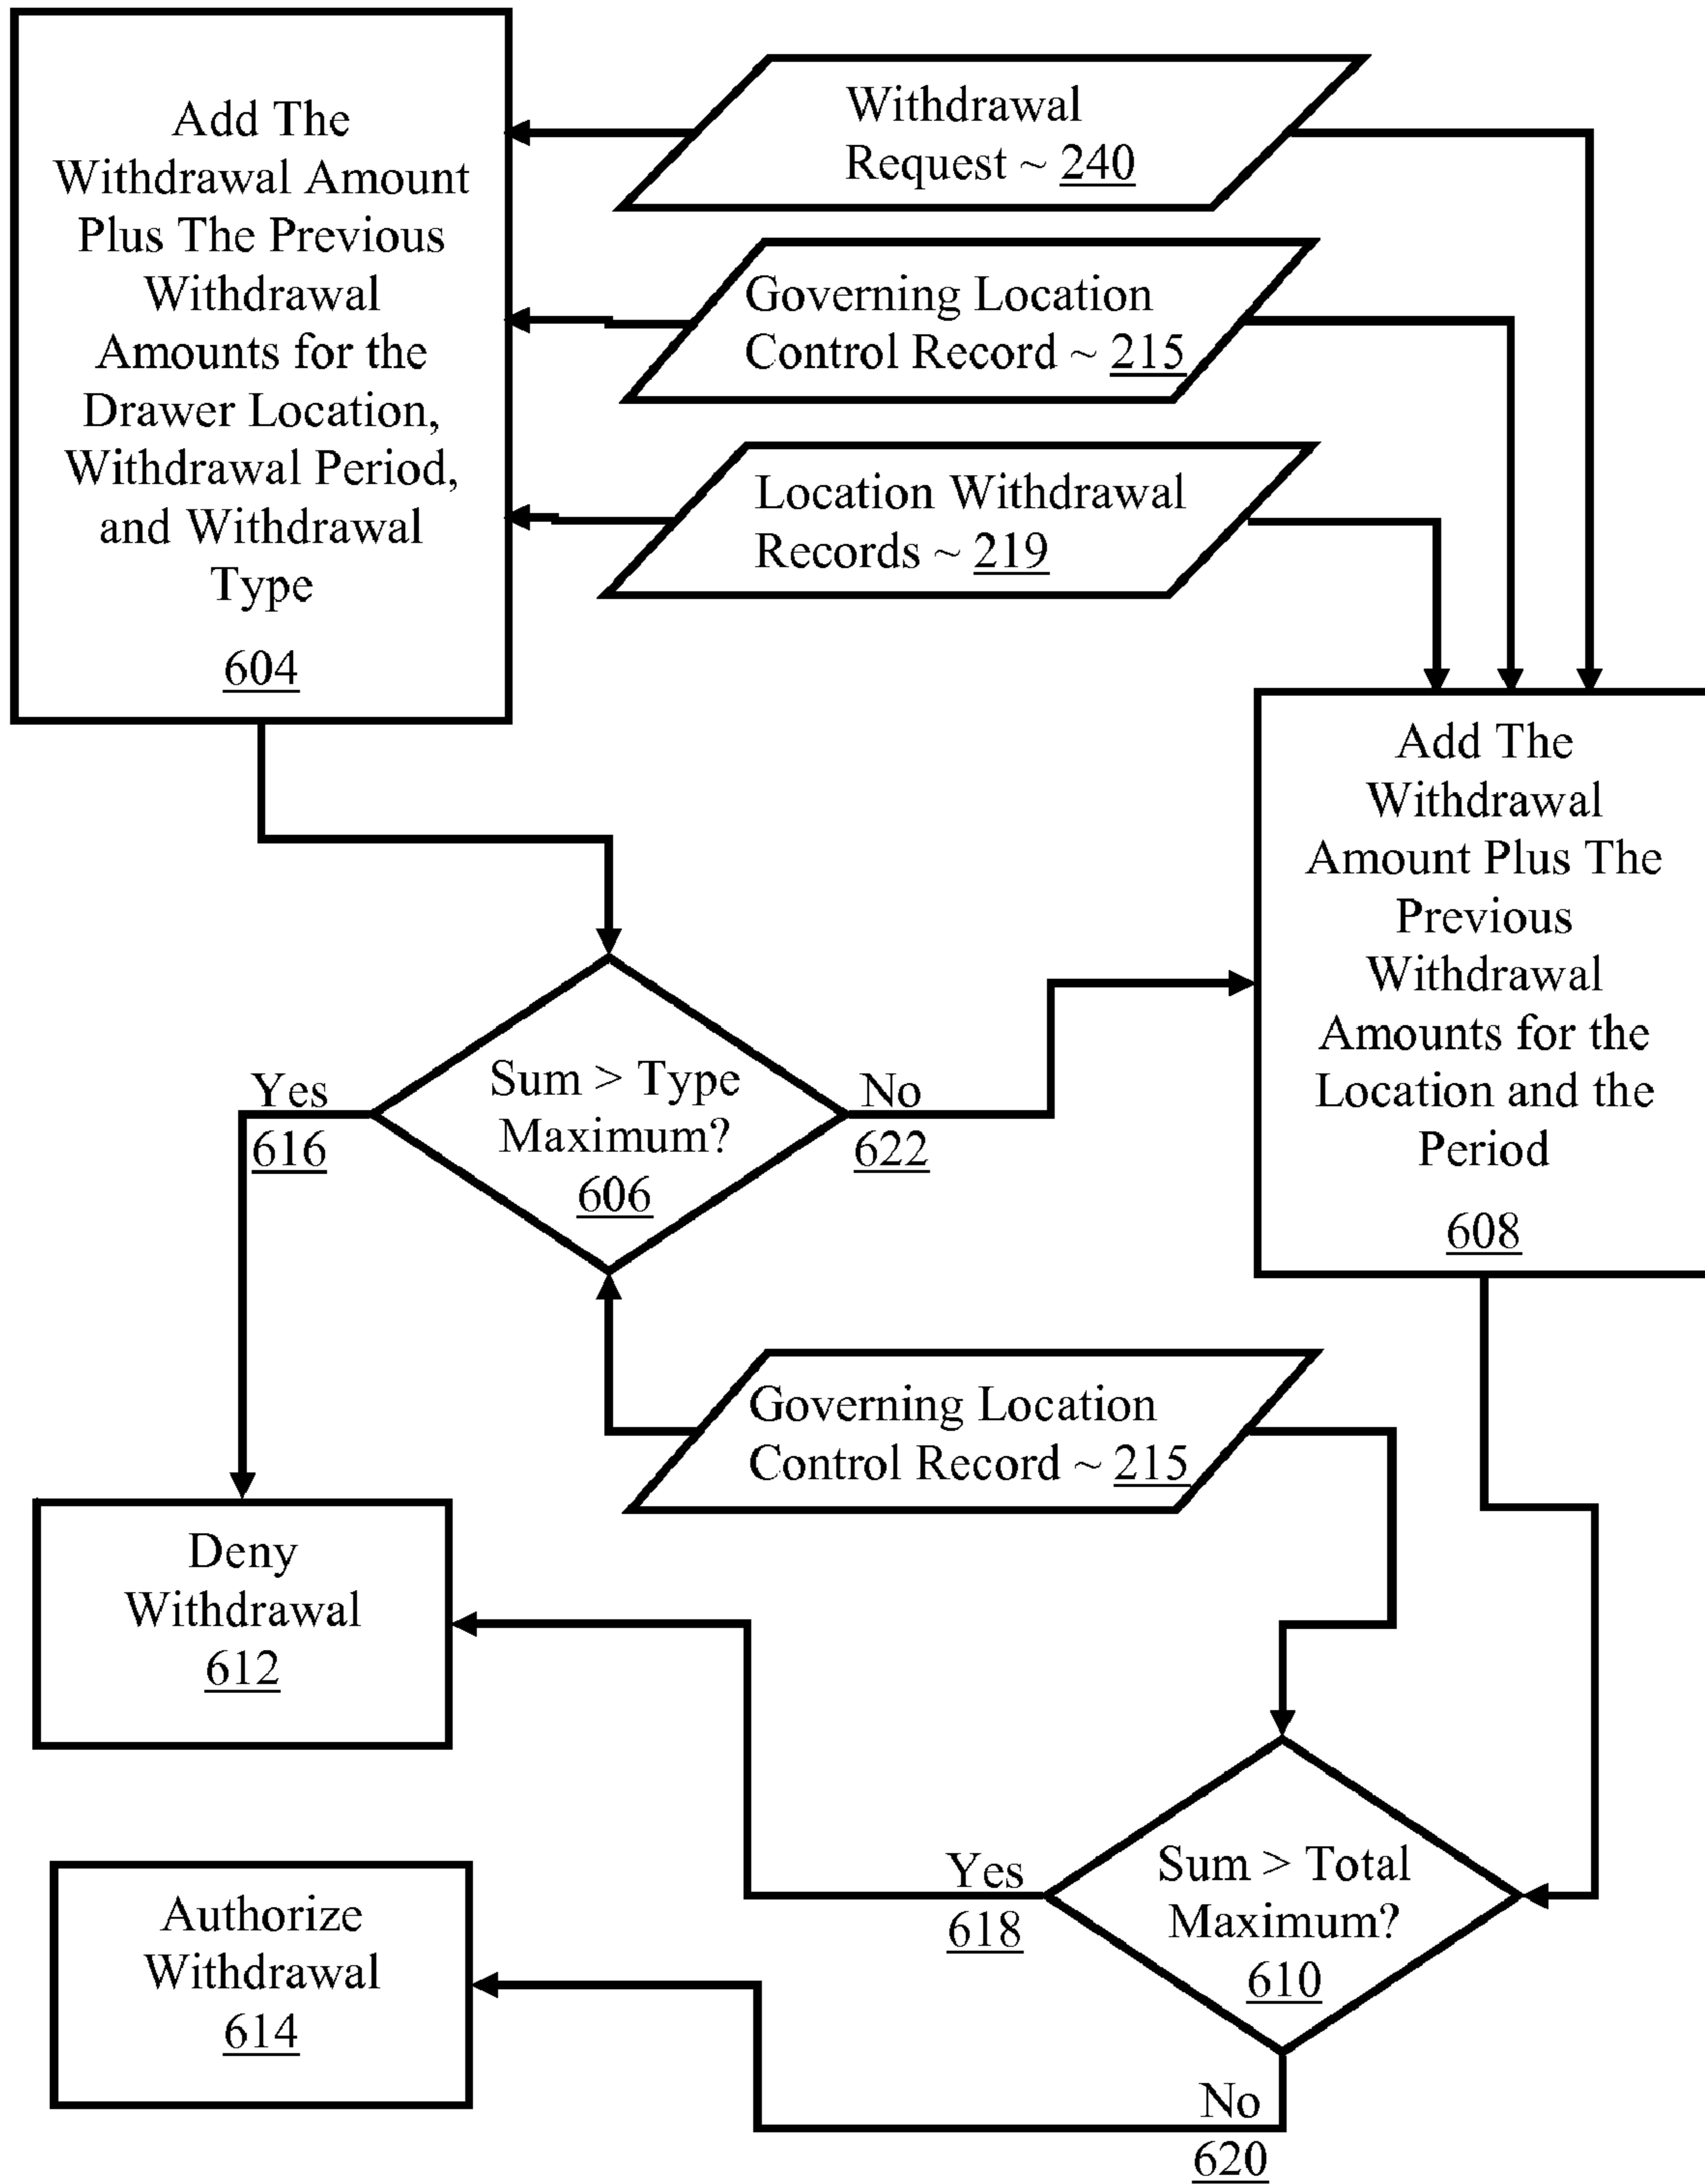 Add The
Withdrawal Amount
Plus The Previous
Withdrawal
Amounts for the
Drawer Location,
Withdrawal Period,
and Withdrawal
Type
604
Withdrawal
Request ~ 240
Governing Location
Control Record ~ 215
Location Withdrawal
Records ~ 219
Add The
Withdrawal
Amount Plus The
Previous
Withdrawal
Amounts for the
Location and the
Period
608
Sum > Type
Maximum?
606
Yes
616
No
622
Governing Location
Control Record ~ 215
Deny
Withdrawal
612
Sum > Total
Maximum?
610
Yes
618
No
620
Authorize
Withdrawal
614